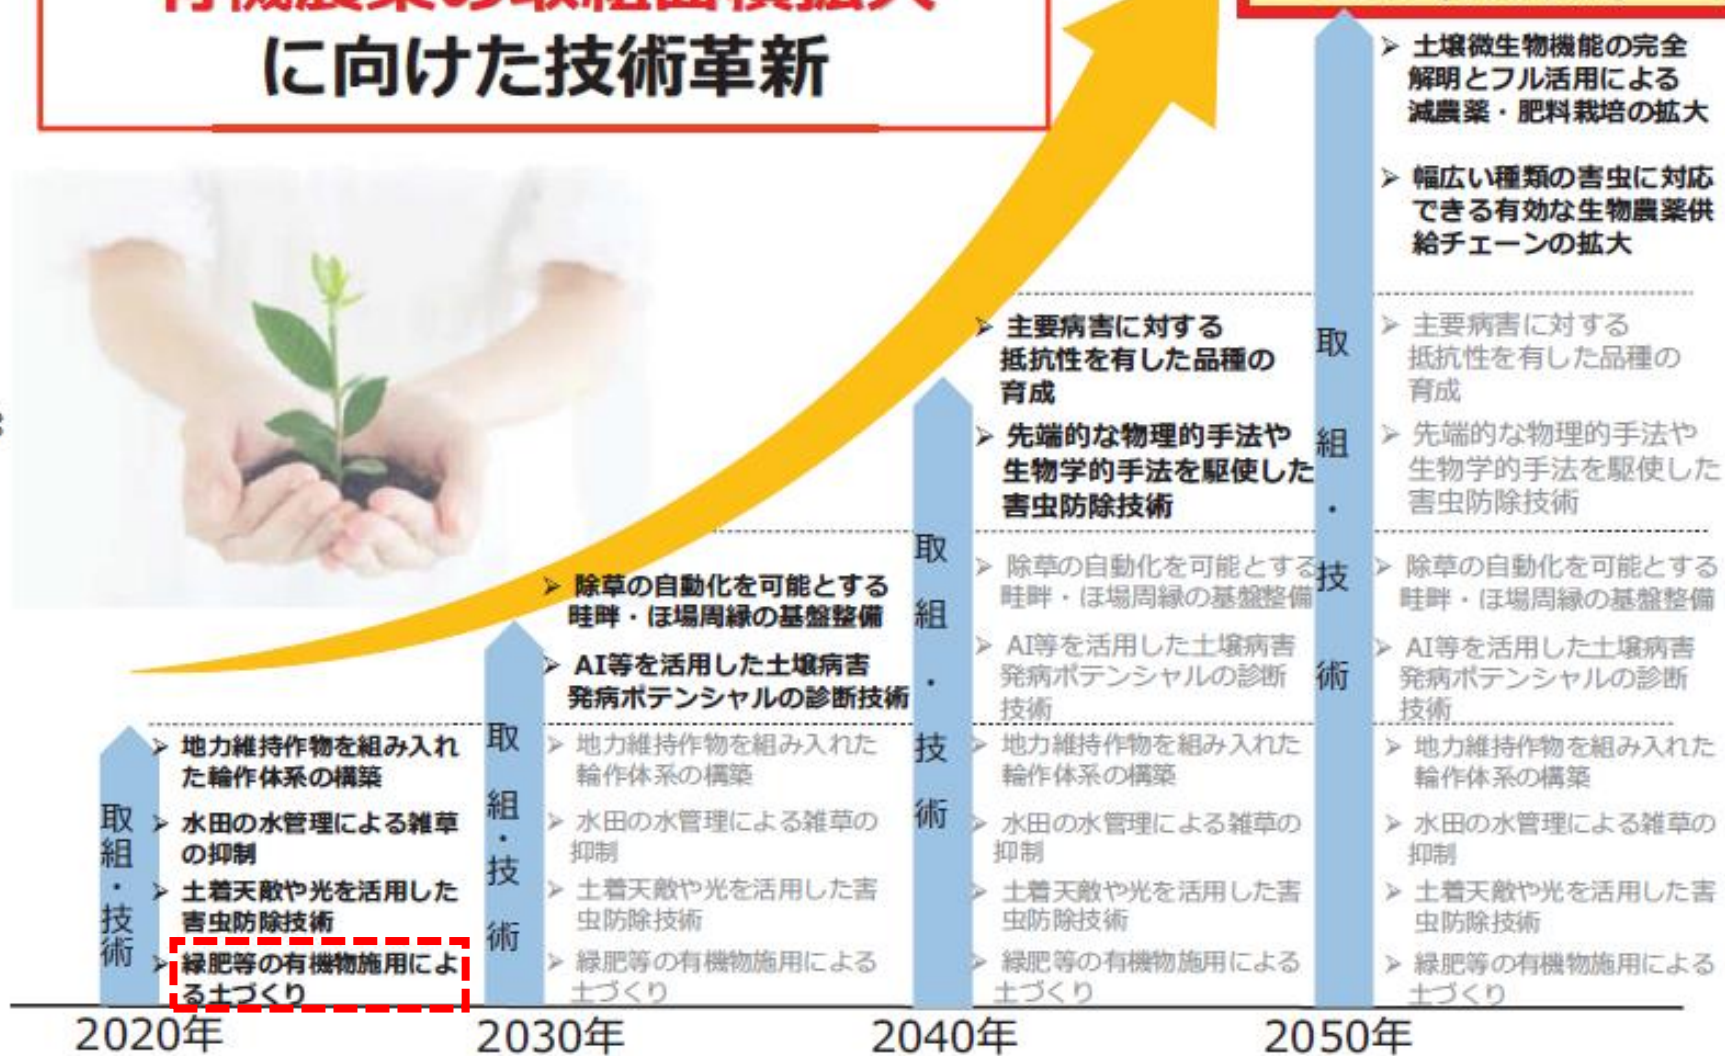 有機農業の取組面積拡大
に向けた技術革新
➢ 土壌微生物機能の完全
解明とフル活用による
減農薬・肥料栽培の拡大
➢ 幅広い種類の害虫に対応
できる有効な生物農薬供
給チェーンの拡大
➢ 主要病害に対する
抵抗性を有した品種の
育成
➢ 先端的な物理的手法や
生物学的手法を駆使した
害虫防除技術
➢ 主要病害に対する
抵抗性を有した品種の
育成
➢ 先端的な物理的手法や
生物学的手法を駆使した
害虫防除技術
➢ 除草の自動化を可能とする
畦畔・ほ場周縁の基盤整備
➢ AI等を活用した土壌病害
発病ポテンシャルの診断技術
➢ 除草の自動化を可能とする
畦畔・ほ場周縁の基盤整備
➢ AI等を活用した土壌病害
発病ポテンシャルの診断
技術
➢ 除草の自動化を可能とする
畦畔・ほ場周縁の基盤整備
➢ AI等を活用した土壌病害
発病ポテンシャルの診断
技術
取組・技術
➢ 地力維持作物を組み入れ
た輪作体系の構築
➢ 水田の水管理による雑草
の抑制
➢ 土着天敵や光を活用した
害虫防除技術
➢ 緑肥等の有機物施用によ
る土づくり
取組・技術
➢ 地力維持作物を組み入れた
輪作体系の構築
➢ 水田の水管理による雑草の
抑制
➢ 土着天敵や光を活用した害
虫防除技術
➢ 緑肥等の有機物施用による
土づくり
取組・技術
➢ 地力維持作物を組み入れた
輪作体系の構築
➢ 水田の水管理による雑草の
抑制
➢ 土着天敵や光を活用した害
虫防除技術
➢ 緑肥等の有機物施用による
土づくり
取組・技術
➢ 地力維持作物を組み入れた
輪作体系の構築
➢ 水田の水管理による雑草の
抑制
➢ 土着天敵や光を活用した害
虫防除技術
➢ 緑肥等の有機物施用による
土づくり
2020年
2030年
2040年
2050年